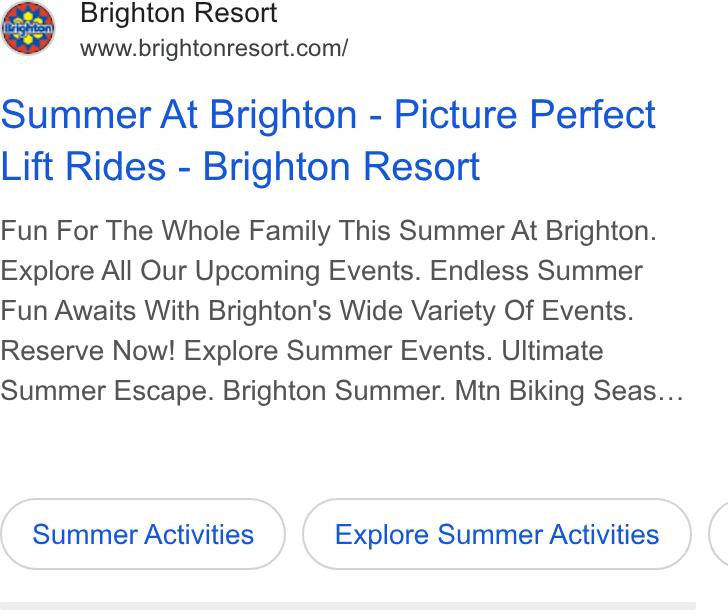 Brighton
Brighton Resort
www.brightonresort.com/
Summer At Brighton - Picture Perfect
Lift Rides - Brighton Resort
Fun For The Whole Family This Summer At Brighton.
Explore All Our Upcoming Events. Endless Summer
Fun Awaits With Brighton's Wide Variety Of Events.
Reserve Now! Explore Summer Events. Ultimate
Summer Escape. Brighton Summer. Mtn Biking Seas…
Summer Activities
Explore Summer Activities